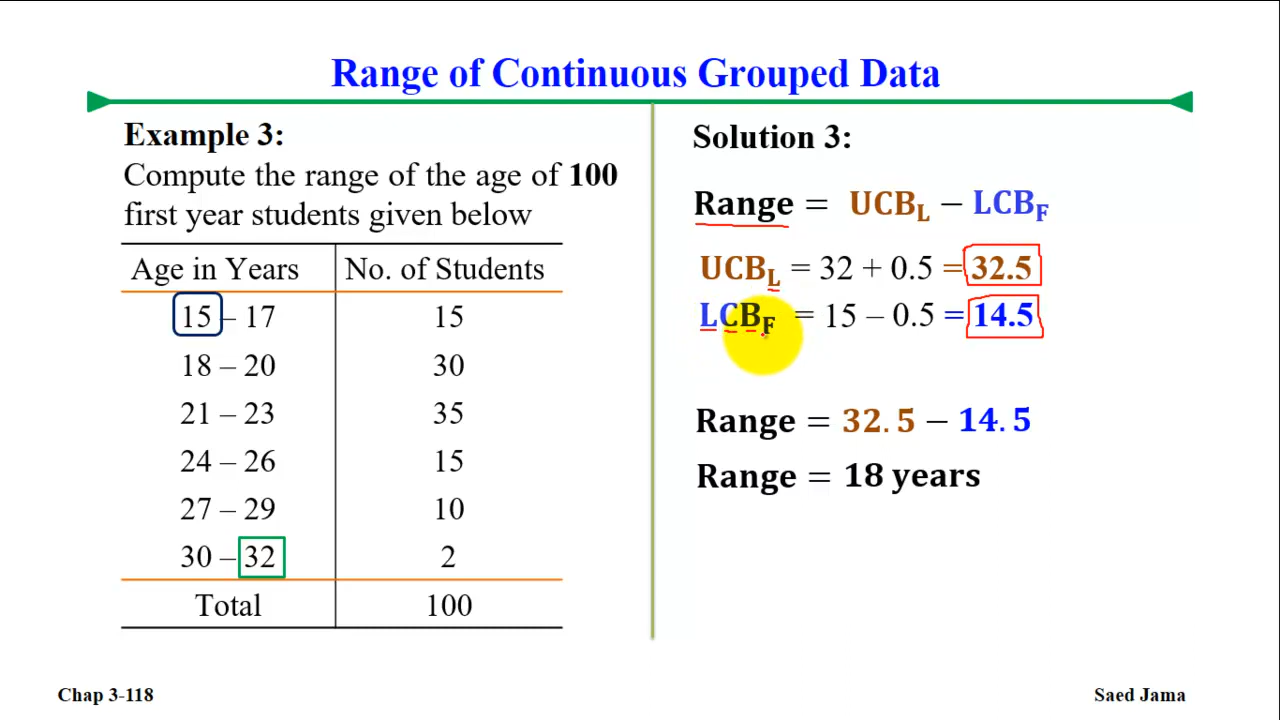 Range of Continuous Grouped Data
Example 3:
Compute the range of the age of 100
first year students given below
Age in Years No. of Students
15 – 17 15
18 – 20 30
21 – 23 35
24 – 26 15
27 – 29 10
30 – 32 2
Total 100
Solution 3:
Range = UCB_L − LCB_F
UCB_L = 32 + 0.5 = 32.5
LCB_F = 15 – 0.5 = 14.5
Range = 32.5 − 14.5
Range = 18 years
Chap 3-118
Saed Jama